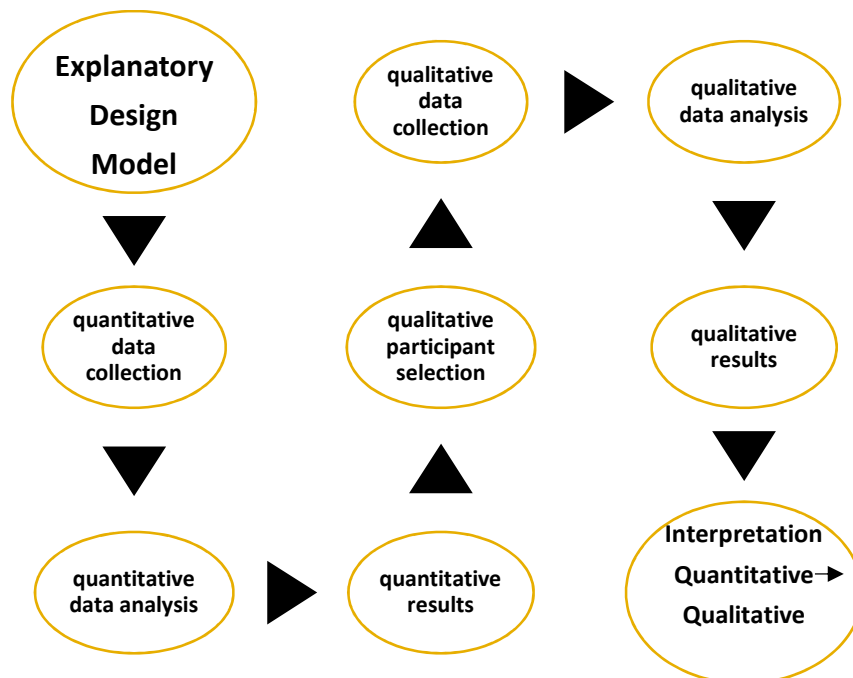 Explanatory
Design
Model
quantitative
data
collection
quantitative
data analysis
quantitative
results
qualitative
participant
selection
qualitative
data
collection
qualitative
data analysis
qualitative
results
Interpretation
Quantitative→
Qualitative